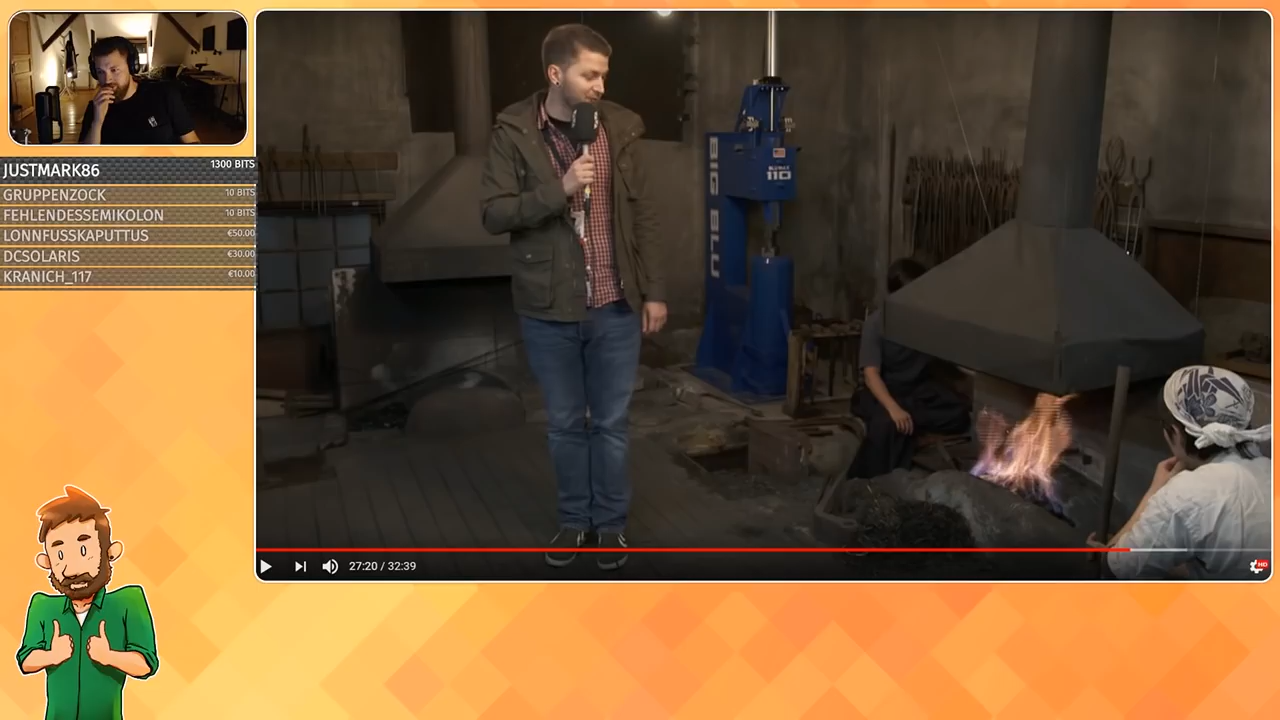 JUSTMARK86 1300 BITS
GRUPPENZOCK 10 BITS
FEHLENDESSEMIKOLON 10 BITS
LONNFUSSKAPUTTUS €50.00
DCSOLARIS €30.00
KRANICH_117 €10.00
BIG BLU
110
27:20 / 32:39
HD